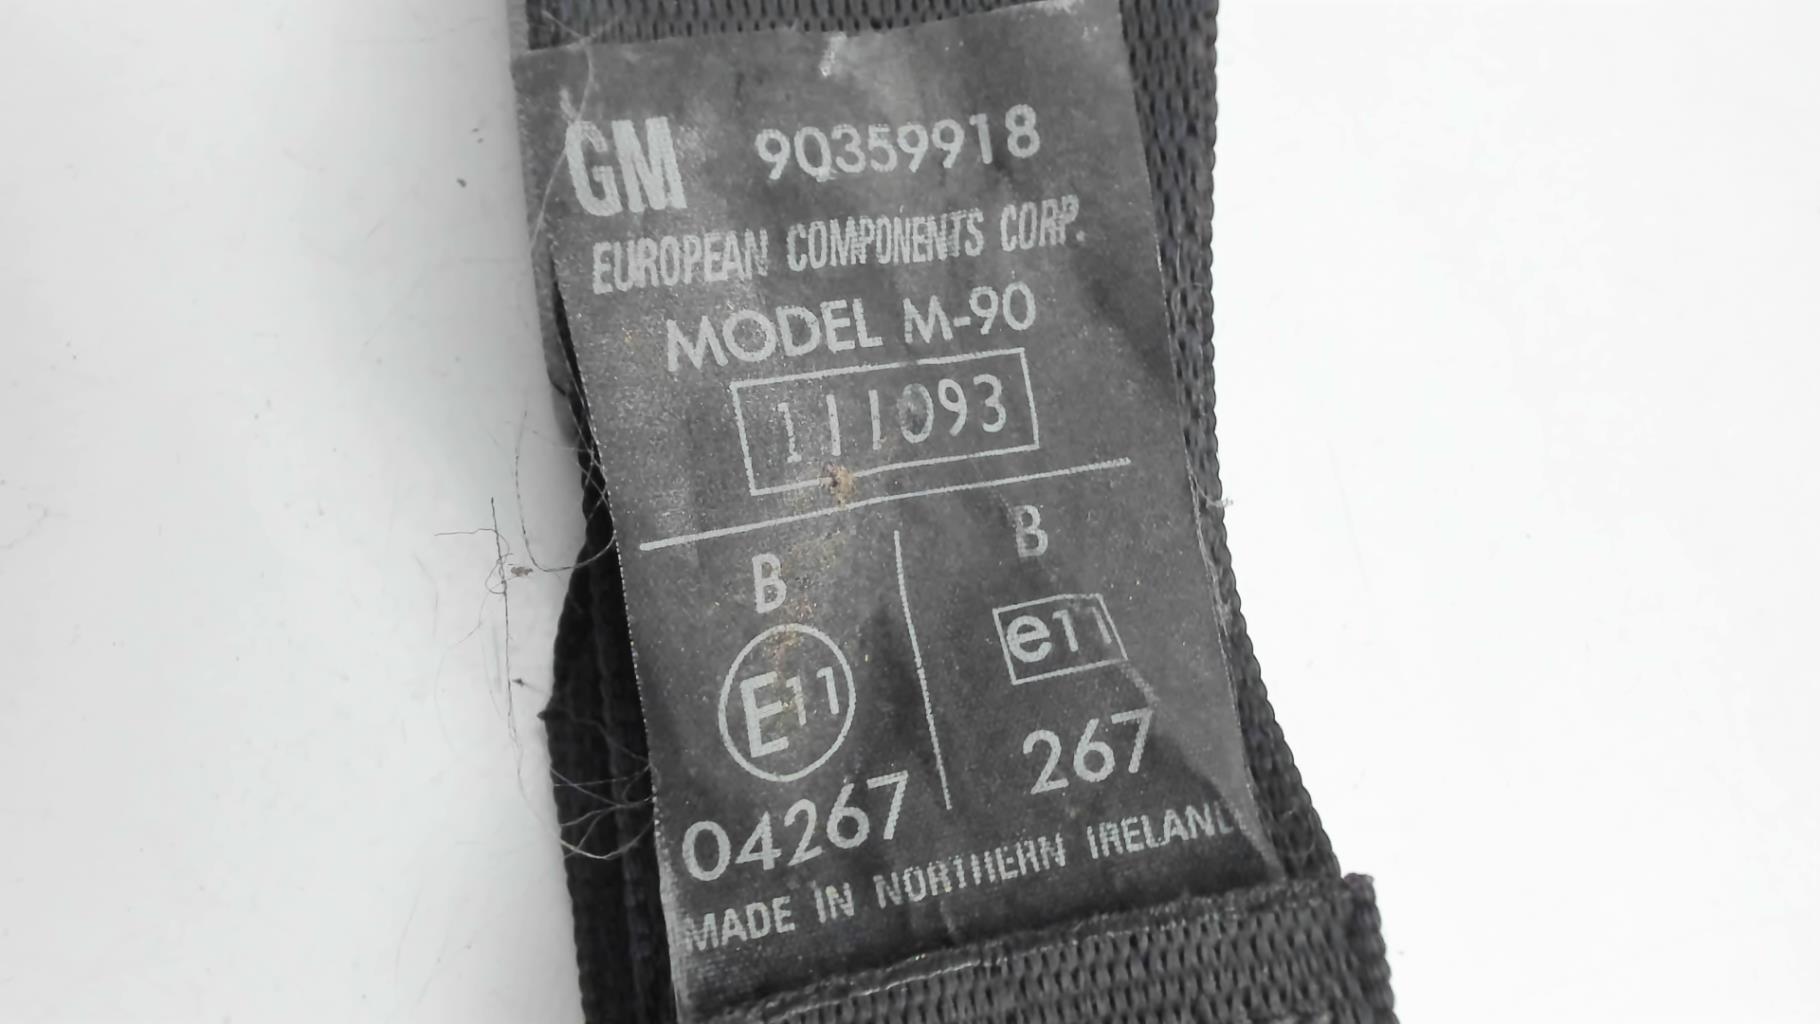 GM 90359918
EUROPEAN COMPONENTS CORP.
MODEL M-90
111093
B B
E11 e11
04267 267
MADE IN NORTHERN IRELAND